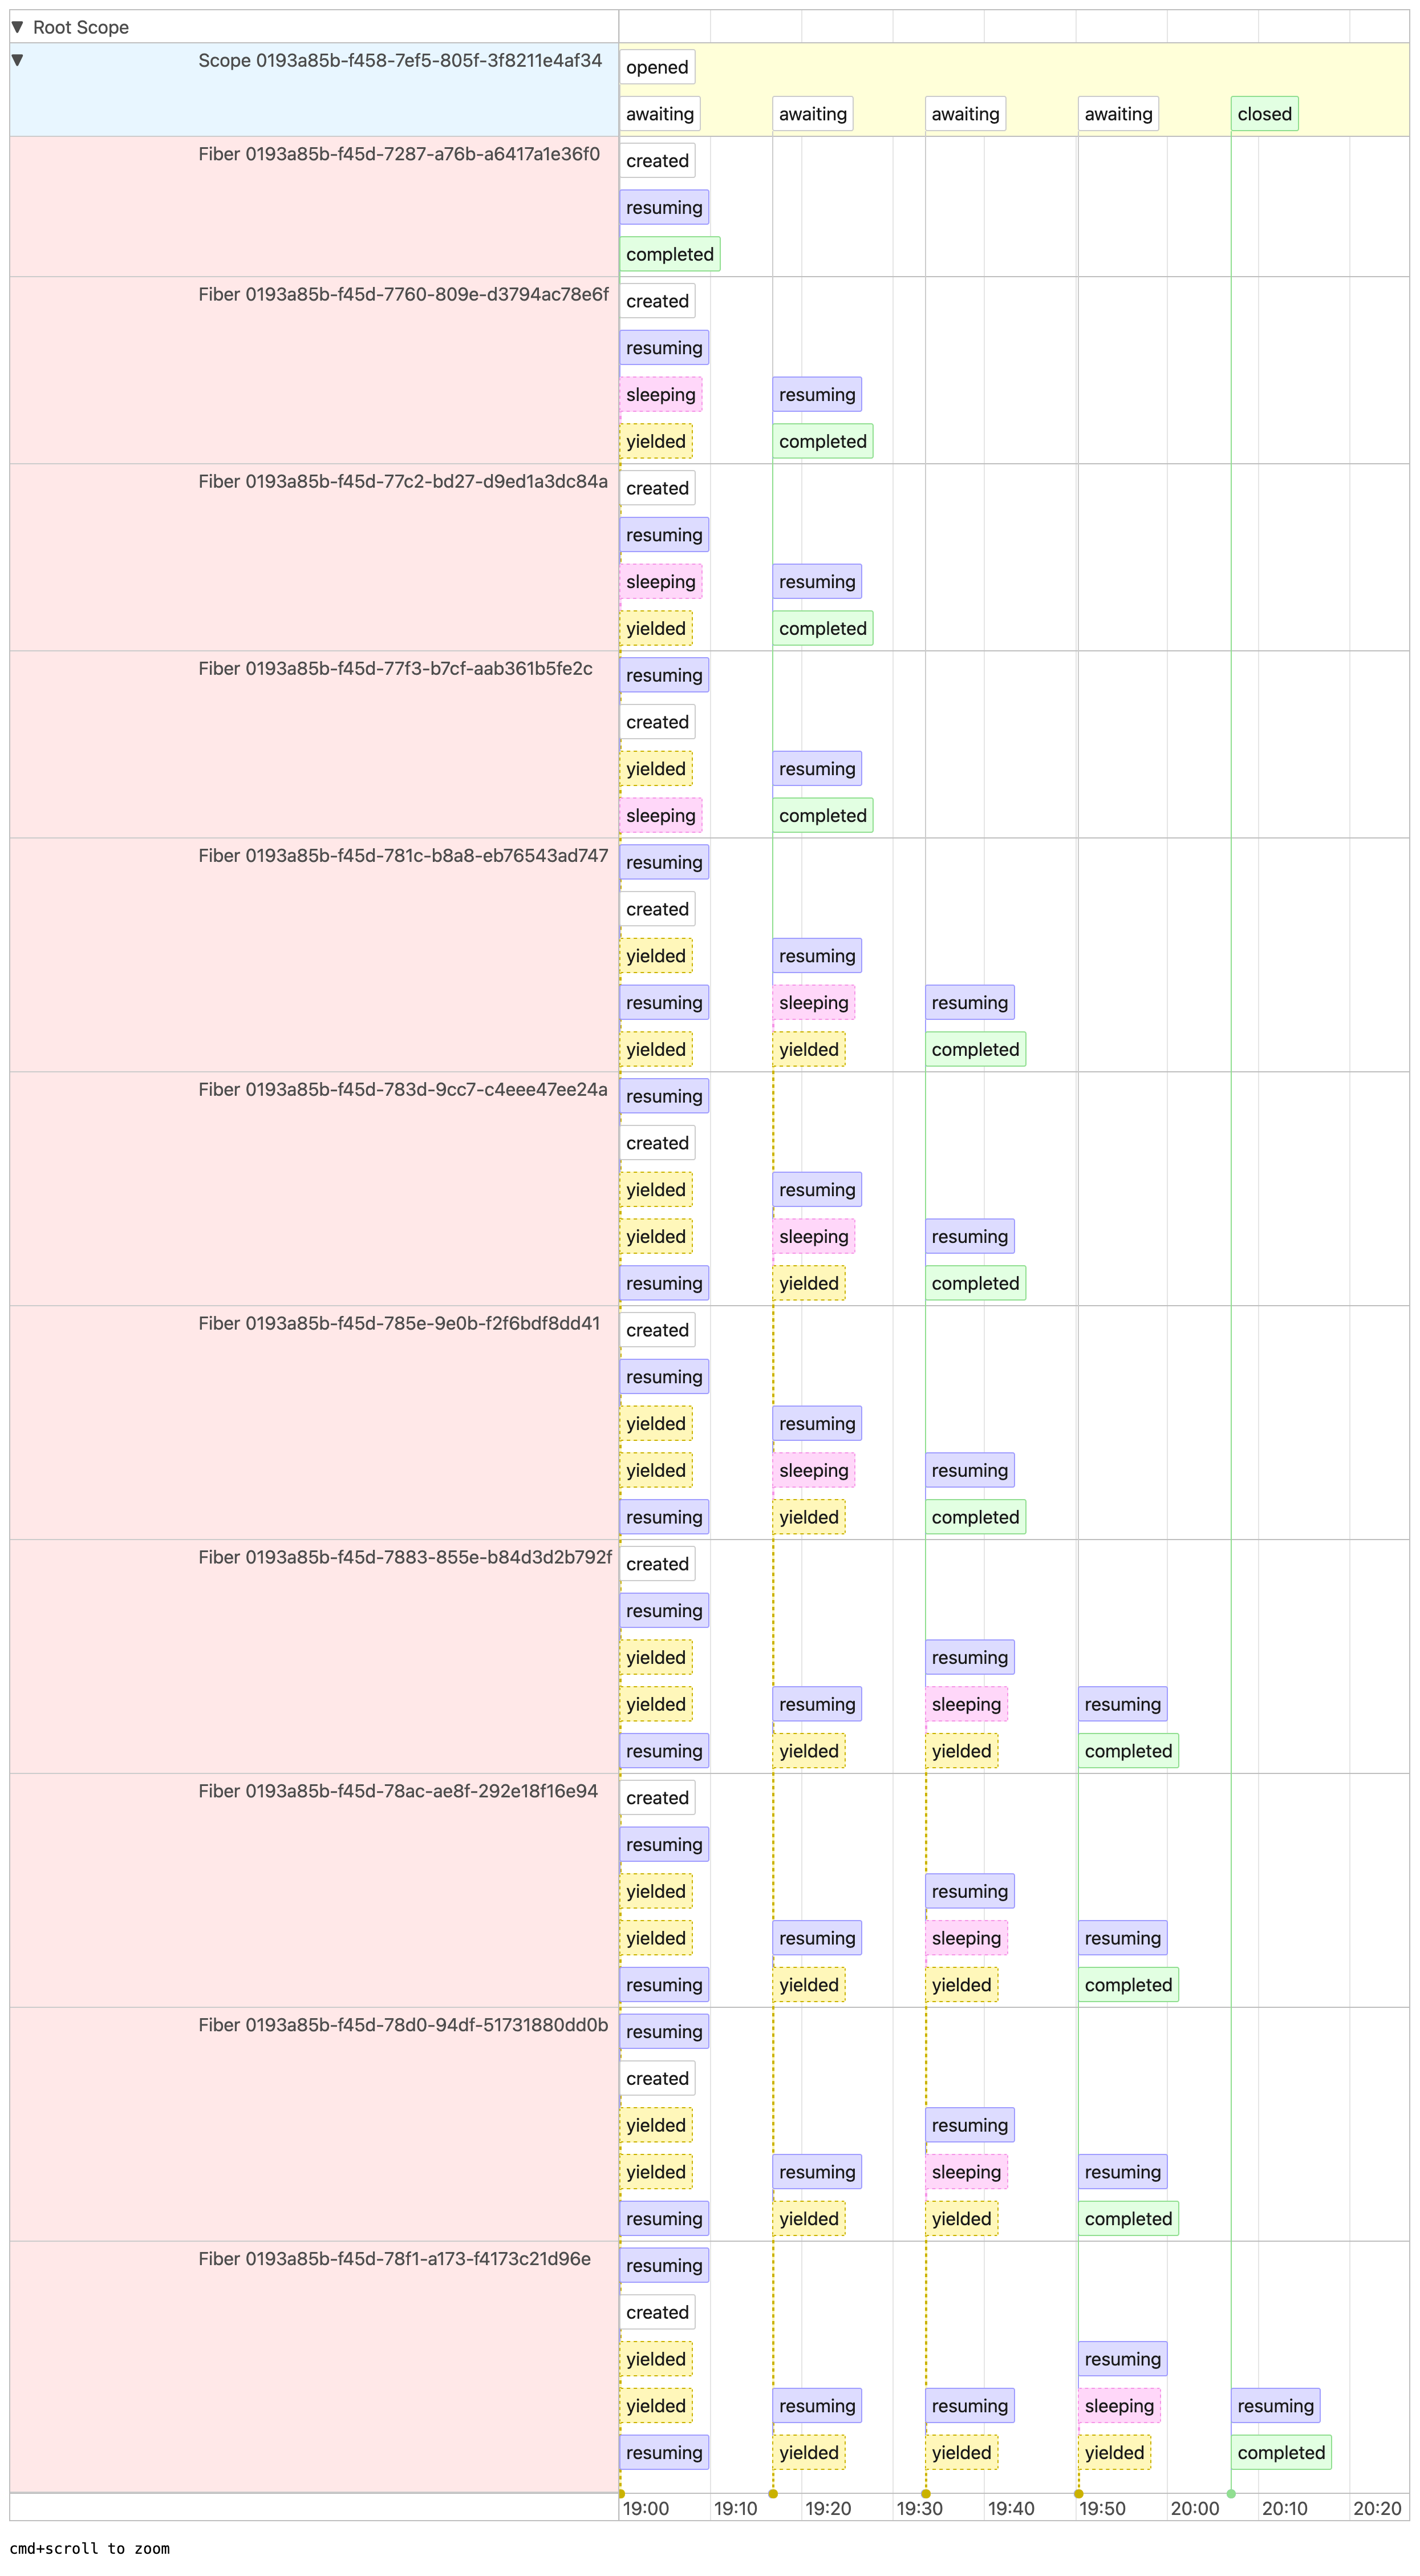 ▼ Root Scope
▼ Scope 0193a85b-f458-7ef5-805f-3f8211e4af34 opened
awaiting awaiting awaiting awaiting closed
Fiber 0193a85b-f45d-7287-a76b-a6417a1e36f0 created
resuming
completed
Fiber 0193a85b-f45d-7760-809e-d3794ac78e6f created
resuming
sleeping resuming
yielded completed
Fiber 0193a85b-f45d-77c2-bd27-d9ed1a3dc84a created
resuming
sleeping resuming
yielded completed
Fiber 0193a85b-f45d-77f3-b7cf-aab361b5fe2c resuming
created
yielded resuming
sleeping completed
Fiber 0193a85b-f45d-781c-b8a8-eb76543ad747 resuming
created
yielded resuming
resuming sleeping resuming
yielded yielded completed
Fiber 0193a85b-f45d-783d-9cc7-c4eee47ee24a resuming
created
yielded resuming
yielded sleeping resuming
resuming yielded completed
Fiber 0193a85b-f45d-785e-9e0b-f2f6bdf8dd41 created
resuming
yielded resuming
yielded sleeping resuming
resuming yielded completed
Fiber 0193a85b-f45d-7883-855e-b84d3d2b792f created
resuming
yielded resuming
yielded resuming sleeping resuming
resuming yielded yielded completed
Fiber 0193a85b-f45d-78ac-ae8f-292e18f16e94 created
resuming
yielded resuming
yielded resuming sleeping resuming
resuming yielded yielded completed
Fiber 0193a85b-f45d-78d0-94df-51731880dd0b resuming
created
yielded resuming
yielded resuming sleeping resuming
resuming yielded yielded completed
Fiber 0193a85b-f45d-78f1-a173-f4173c21d96e resuming
created
yielded resuming
yielded resuming resuming sleeping resuming
resuming yielded yielded yielded completed
19:00 19:10 19:20 19:30 19:40 19:50 20:00 20:10 20:20
cmd+scroll to zoom